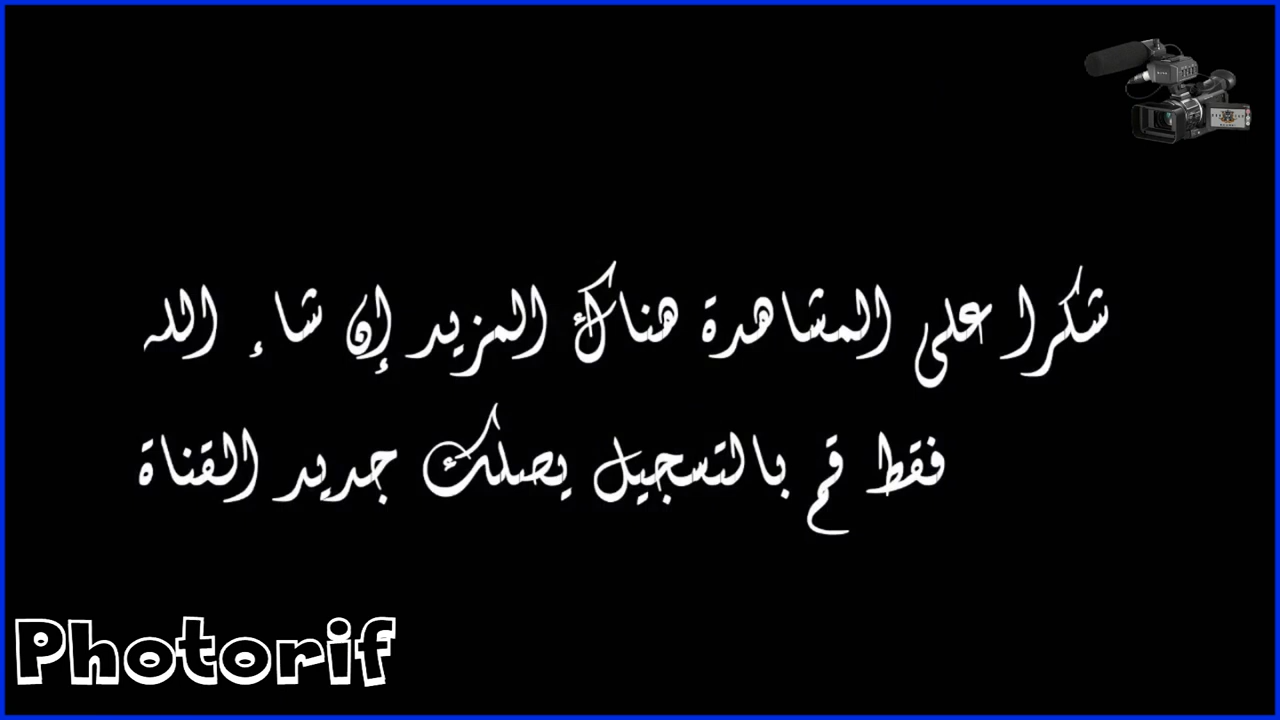 شكرا على المشاهدة هناك المزيد إن شاء الله
فقط قم بالتسجيل يصلك جديد القناة
Photorif